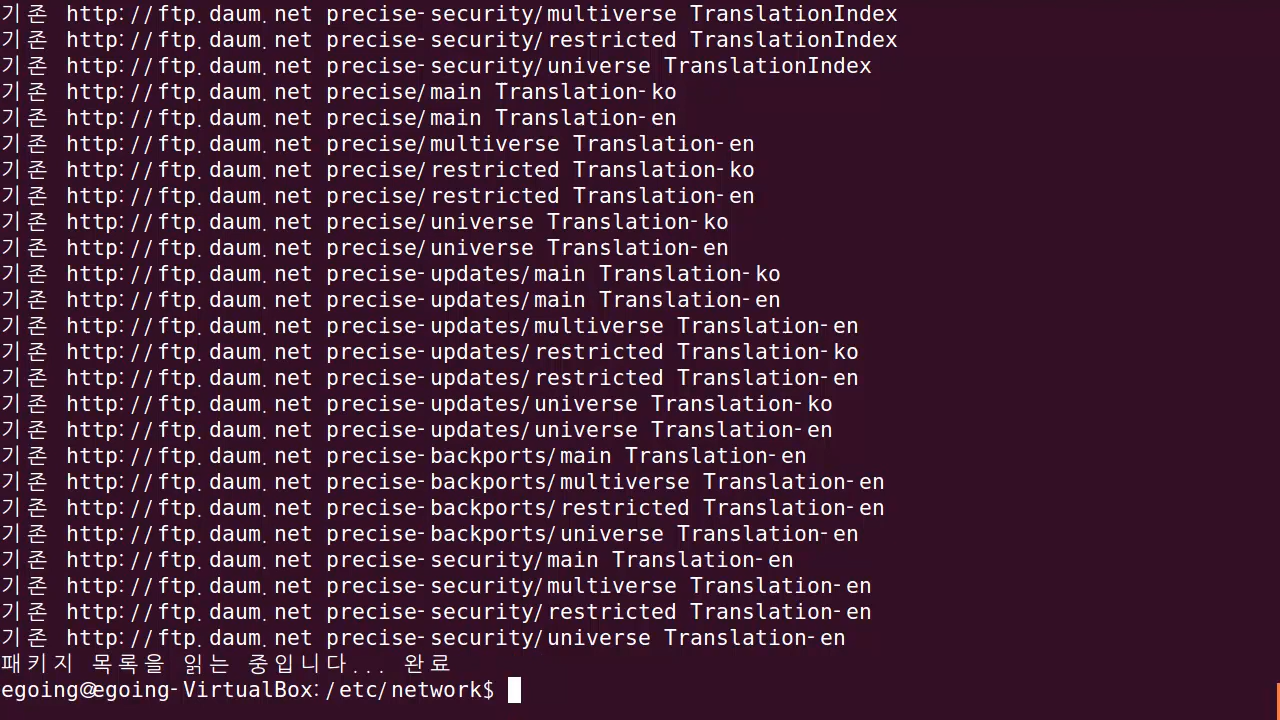 기존 http://ftp.daum.net precise-security/multiverse TranslationIndex
기존 http://ftp.daum.net precise-security/restricted TranslationIndex
기존 http://ftp.daum.net precise-security/universe TranslationIndex
기존 http://ftp.daum.net precise/main Translation-ko
기존 http://ftp.daum.net precise/main Translation-en
기존 http://ftp.daum.net precise/multiverse Translation-en
기존 http://ftp.daum.net precise/restricted Translation-ko
기존 http://ftp.daum.net precise/restricted Translation-en
기존 http://ftp.daum.net precise/universe Translation-ko
기존 http://ftp.daum.net precise/universe Translation-en
기존 http://ftp.daum.net precise-updates/main Translation-ko
기존 http://ftp.daum.net precise-updates/main Translation-en
기존 http://ftp.daum.net precise-updates/multiverse Translation-en
기존 http://ftp.daum.net precise-updates/restricted Translation-ko
기존 http://ftp.daum.net precise-updates/restricted Translation-en
기존 http://ftp.daum.net precise-updates/universe Translation-ko
기존 http://ftp.daum.net precise-updates/universe Translation-en
기존 http://ftp.daum.net precise-backports/main Translation-en
기존 http://ftp.daum.net precise-backports/multiverse Translation-en
기존 http://ftp.daum.net precise-backports/restricted Translation-en
기존 http://ftp.daum.net precise-backports/universe Translation-en
기존 http://ftp.daum.net precise-security/main Translation-en
기존 http://ftp.daum.net precise-security/multiverse Translation-en
기존 http://ftp.daum.net precise-security/restricted Translation-en
기존 http://ftp.daum.net precise-security/universe Translation-en
패키지 목록을 읽는 중입니다... 완료
egoing@egoing-VirtualBox:/etc/network$